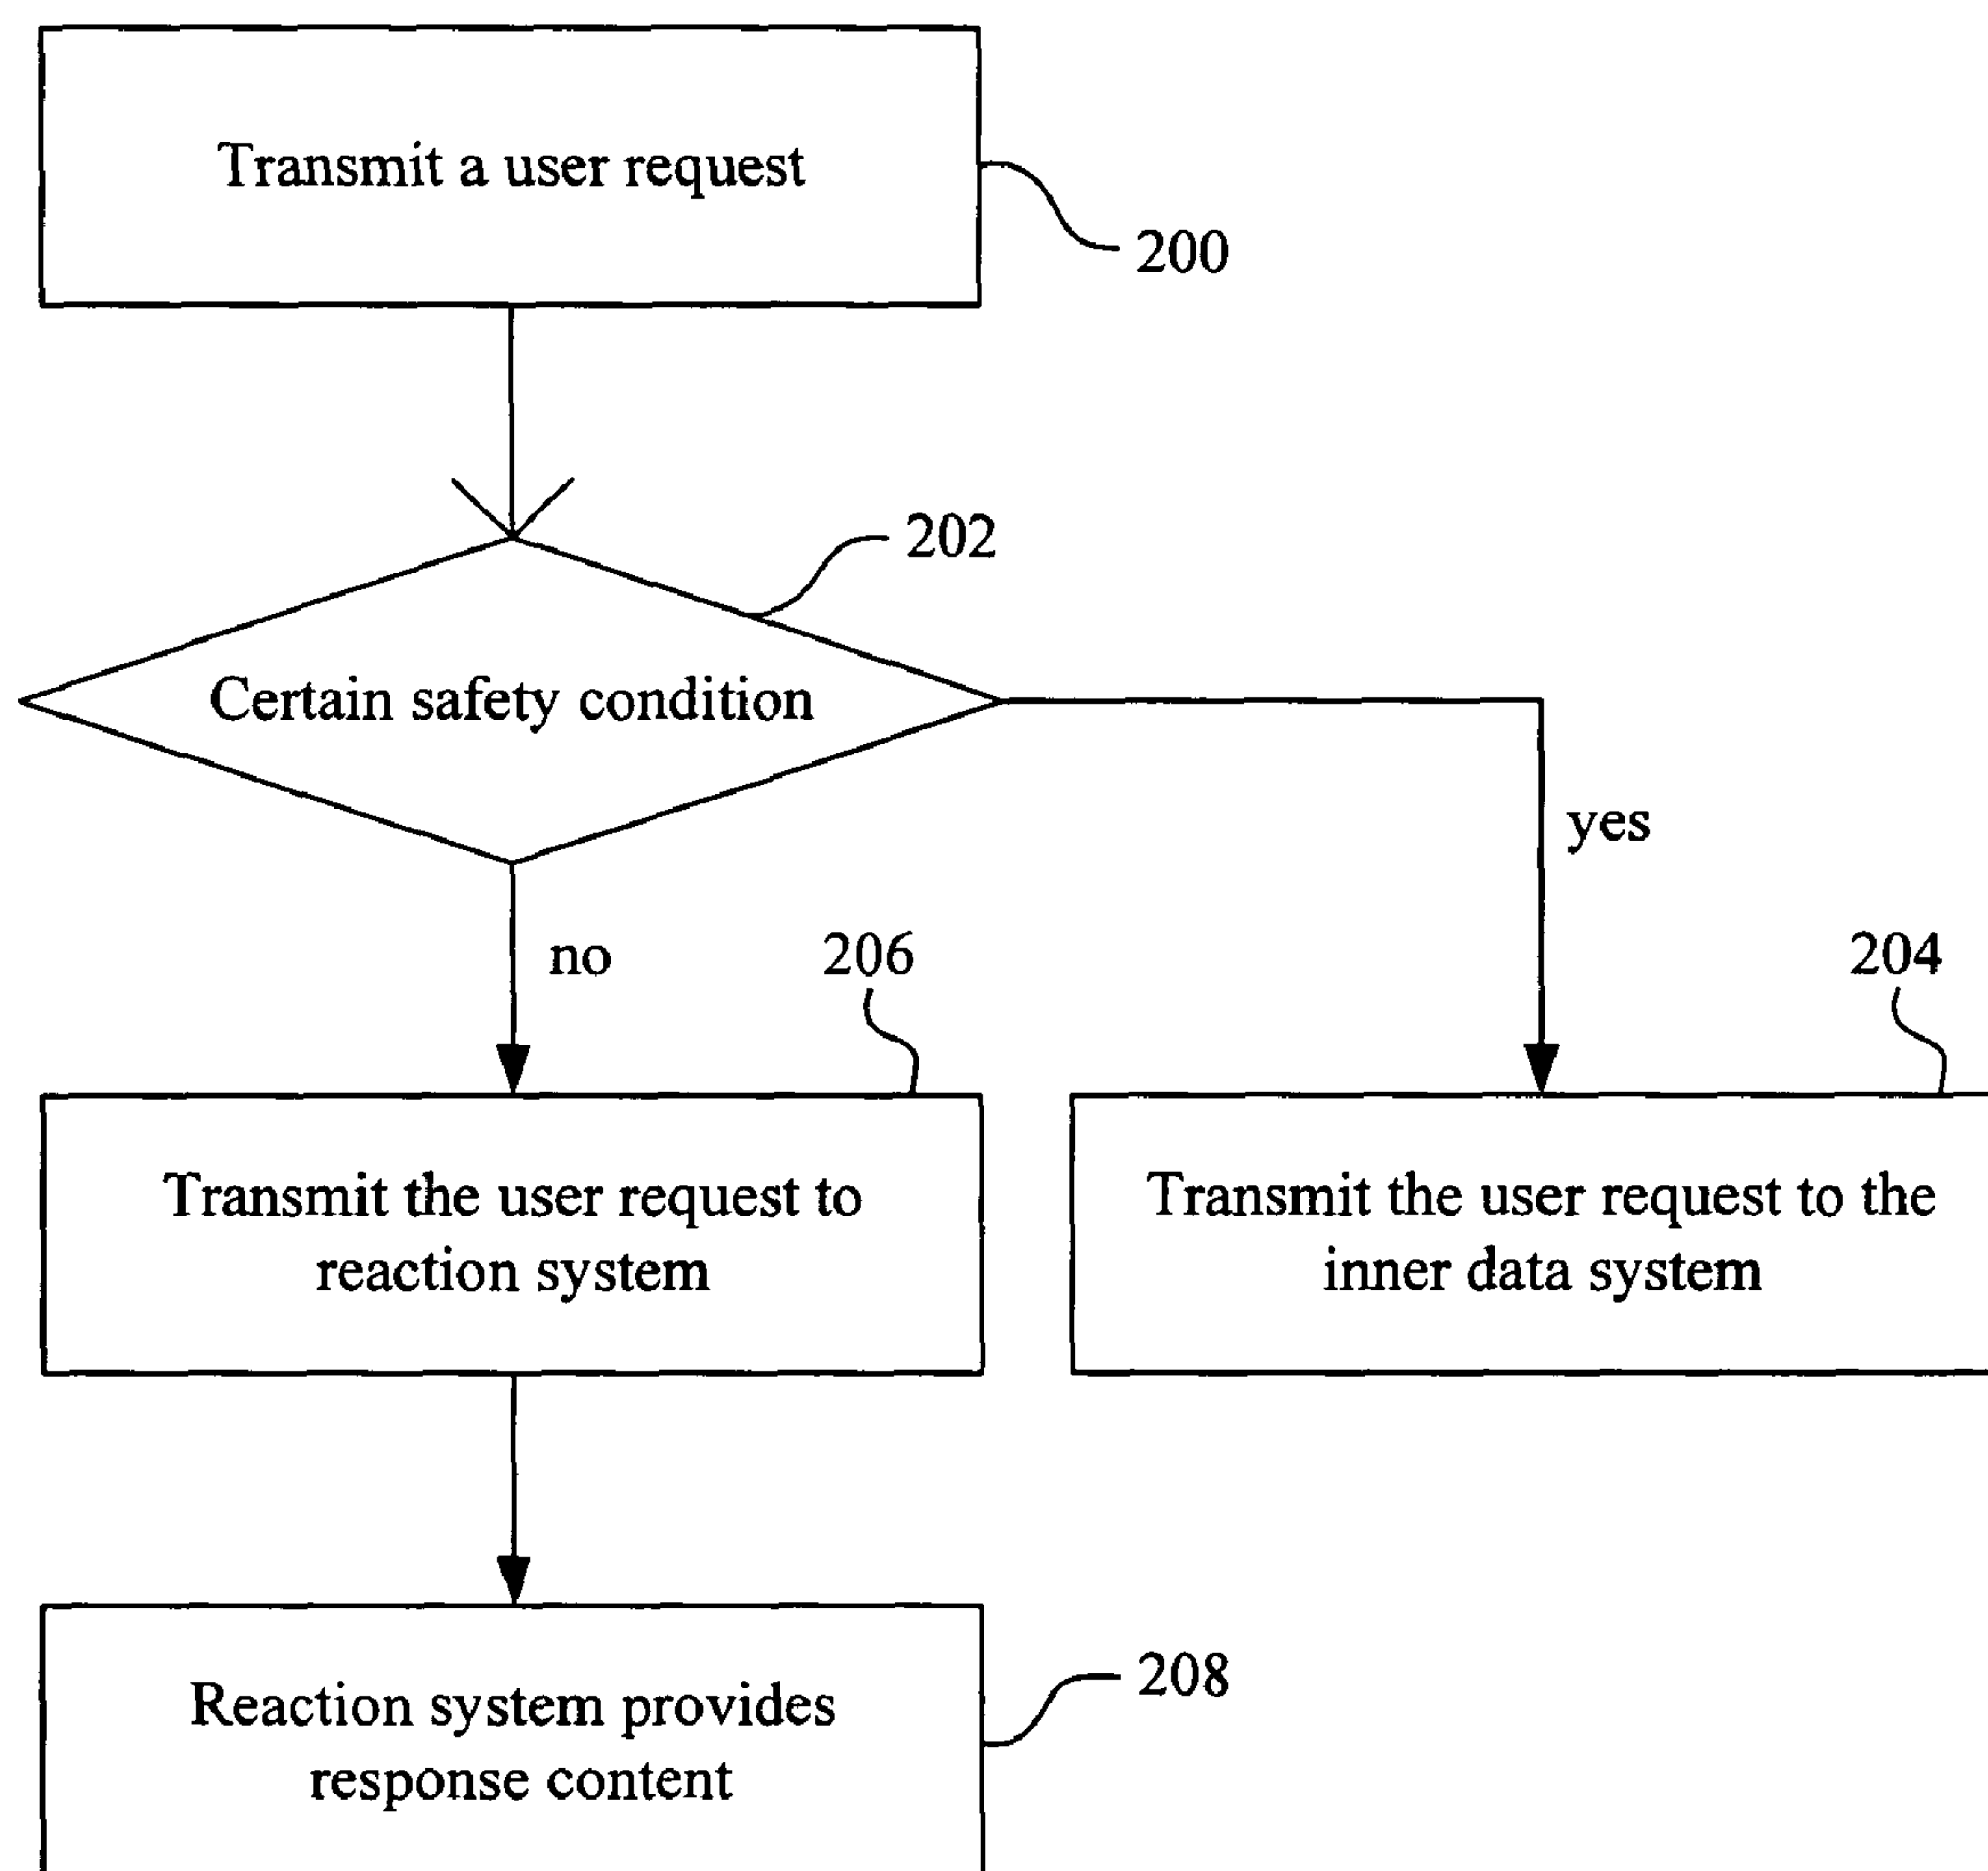 Transmit a user request
200
202
Certain safety condition
yes
no
206
204
Transmit the user request to
reaction system
Transmit the user request to the
inner data system
Reaction system provides
response content
208